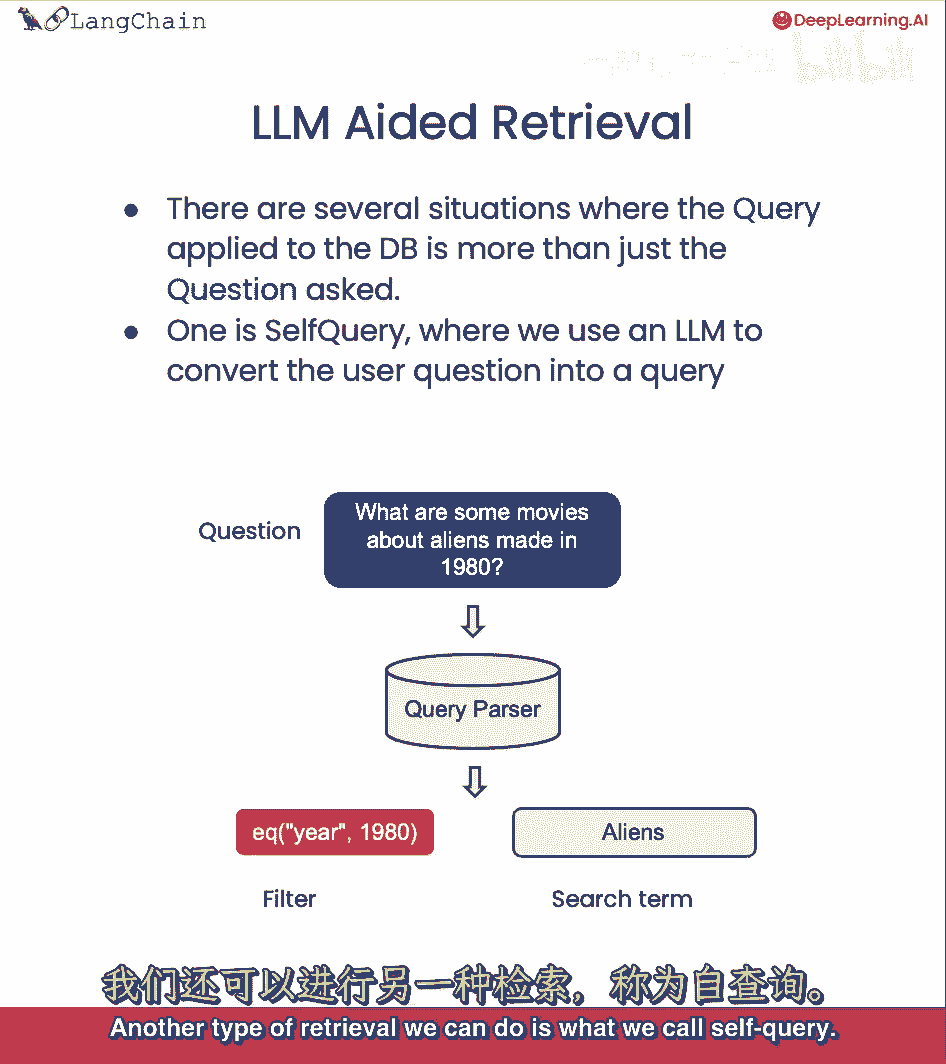 LangChain
DeepLearning.AI
LLM Aided Retrieval
● There are several situations where the Query
applied to the DB is more than just the
Question asked.
● One is SelfQuery, where we use an LLM to
convert the user question into a query
Question
What are some movies
about aliens made in
1980?
Query Parser
eq("year", 1980)
Aliens
Filter
Search term
我们还可以进行另一种检索，称为自查询。
Another type of retrieval we can do is what we call self-query.